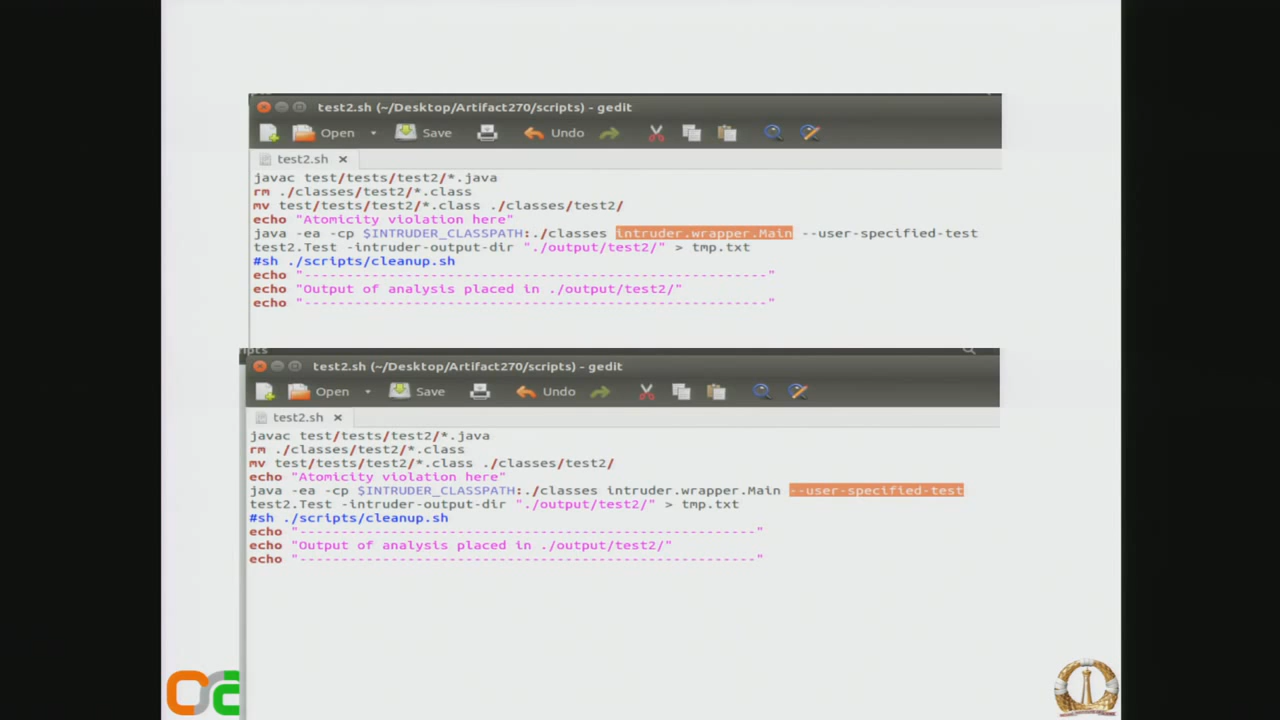 test2.sh (~/Desktop/Artifact270/scripts) - gedit
Open Save Undo
test2.sh
javac test/tests/test2/*.java
rm ./classes/test2/*.class
mv test/tests/test2/*.class ./classes/test2/
echo "Atomicity violation here"
java -ea -cp $INTRUDER_CLASSPATH:./classes intruder.wrapper.Main --user-specified-test
test2.Test -intruder-output-dir "./output/test2/" > tmp.txt
#sh ./scripts/cleanup.sh
echo "---------------------------------------------------"
echo "Output of analysis placed in ./output/test2/"
echo "---------------------------------------------------"
ipts
test2.sh (~/Desktop/Artifact270/scripts) - gedit
Open Save Undo
test2.sh
javac test/tests/test2/*.java
rm ./classes/test2/*.class
mv test/tests/test2/*.class ./classes/test2/
echo "Atomicity violation here"
java -ea -cp $INTRUDER_CLASSPATH:./classes intruder.wrapper.Main --user-specified-test
test2.Test -intruder-output-dir "./output/test2/" > tmp.txt
#sh ./scripts/cleanup.sh
echo "---------------------------------------------------"
echo "Output of analysis placed in ./output/test2/"
echo "---------------------------------------------------"